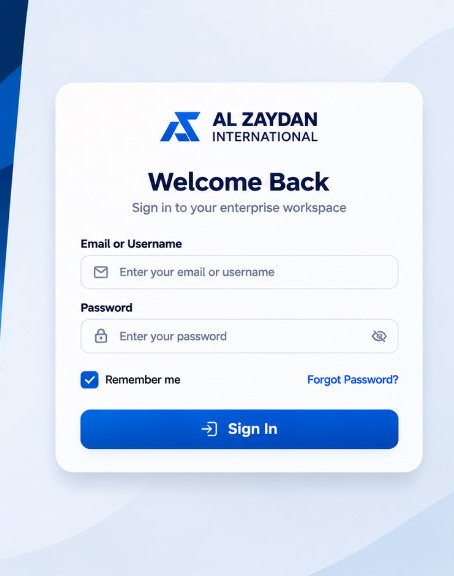 AL ZAYDAN
INTERNATIONAL
Welcome Back
Sign in to your enterprise workspace
Email or Username
Enter your email or username
Password
Enter your password
Remember me
Forgot Password?
Sign In